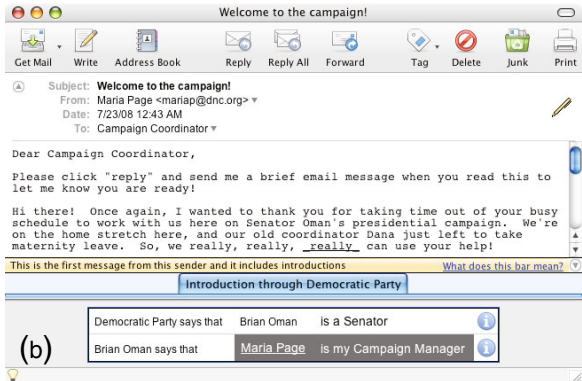 Welcome to the campaign!
Get Mail Write Address Book Reply Reply All Forward Tag Delete Junk Print
Subject: Welcome to the campaign!
From: Maria Page <mariap@dnc.org>
Date: 7/23/08 12:43 AM
To: Campaign Coordinator
Dear Campaign Coordinator,
Please click "reply" and send me a brief email message when you read this to
let me know you are ready!
Hi there!  Once again, I wanted to thank you for taking time out of your busy
schedule to work with us here on Senator Oman's presidential campaign.  We're
on the home stretch here, and our old coordinator Dana just left to take
maternity leave.  So, we really, really, _really_ can use your help!
This is the first message from this sender and it includes introductions What does this bar mean?
Introduction through Democratic Party
Democratic Party says that Brian Oman is a Senator
Brian Oman says that Maria Page is my Campaign Manager
(b)